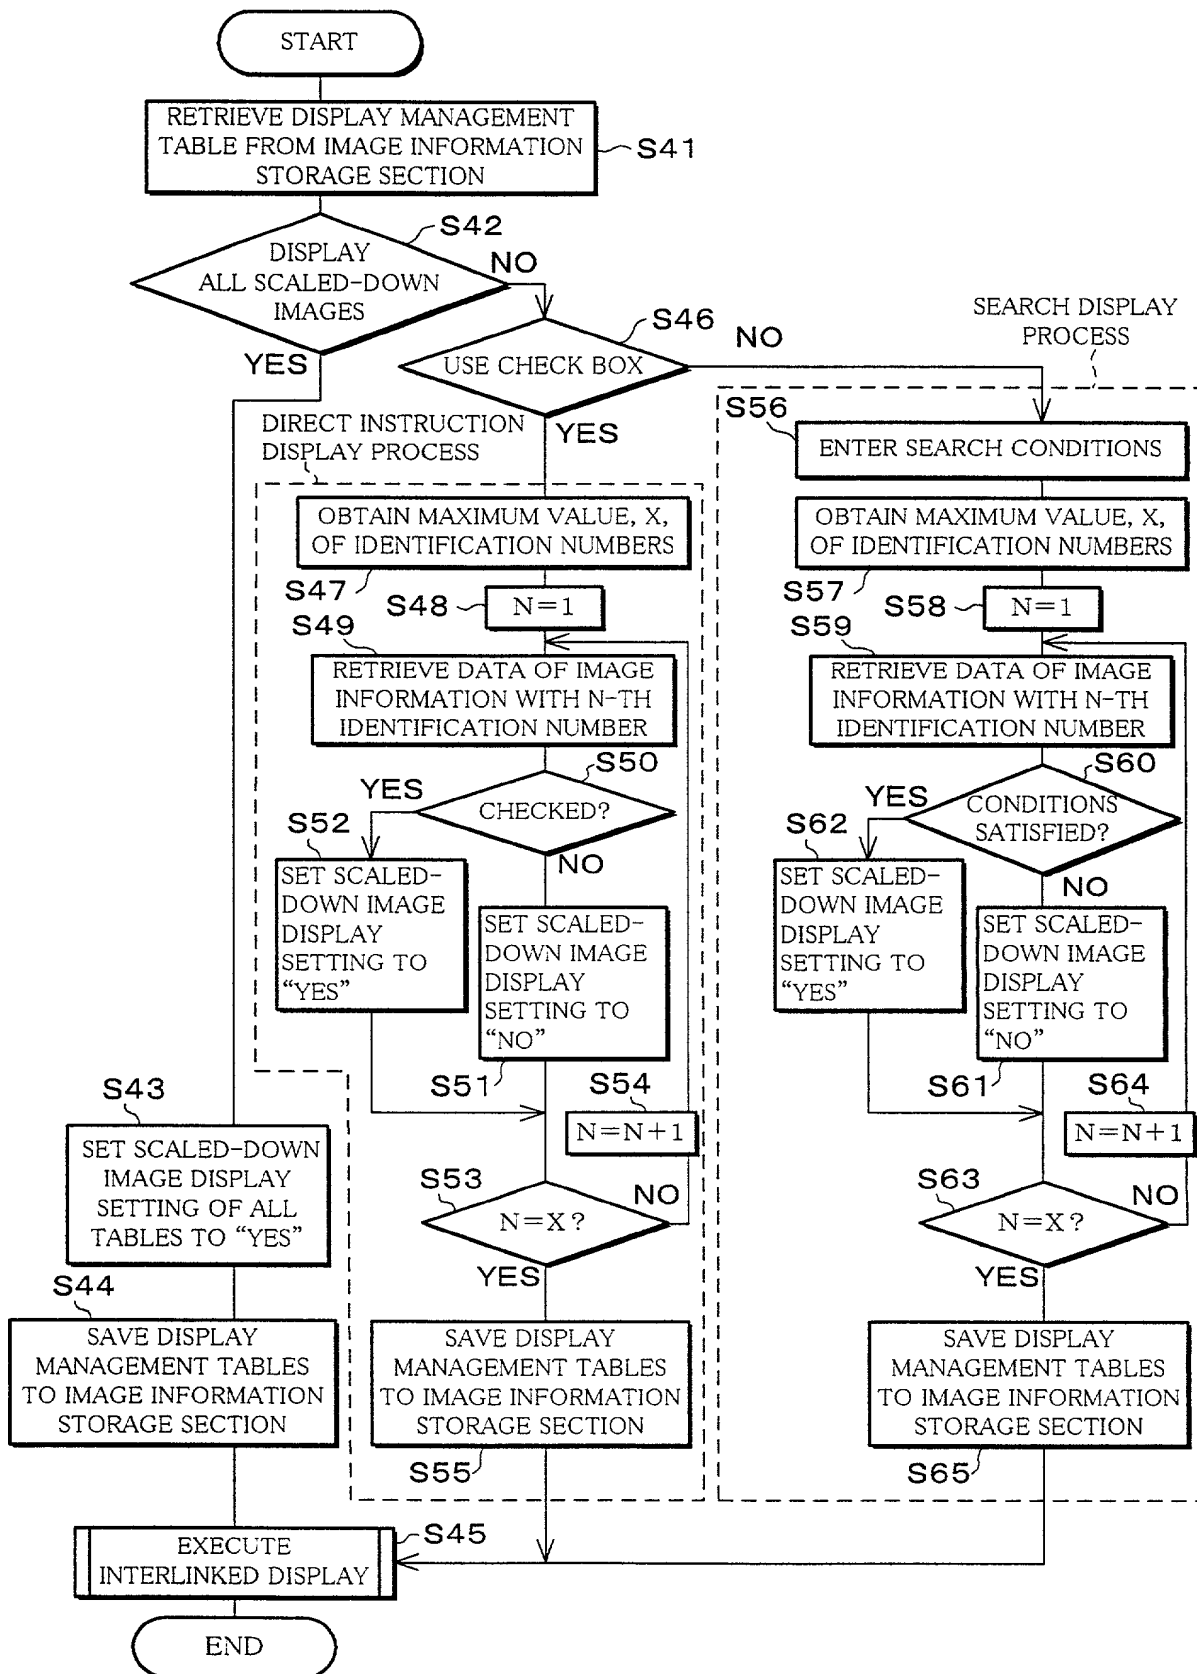 START
RETRIEVE DISPLAY MANAGEMENT
TABLE FROM IMAGE INFORMATION
STORAGE SECTION
S41
S42
DISPLAY
ALL SCALED-DOWN
IMAGES
NO
YES
S46
USE CHECK BOX
NO
YES
SEARCH DISPLAY
PROCESS
DIRECT INSTRUCTION
DISPLAY PROCESS
OBTAIN MAXIMUM VALUE, X,
OF IDENTIFICATION NUMBERS
S47
S48
N=1
S49
RETRIEVE DATA OF IMAGE
INFORMATION WITH N-TH
IDENTIFICATION NUMBER
S50
YES
CHECKED?
NO
S52
SET SCALED-
DOWN IMAGE
DISPLAY
SETTING TO
“YES”
SET SCALED-
DOWN IMAGE
DISPLAY
SETTING TO
“NO”
S51
S54
N=N+1
S53
N=X?
NO
YES
SAVE DISPLAY
MANAGEMENT TABLES
TO IMAGE INFORMATION
STORAGE SECTION
S55
S56
ENTER SEARCH CONDITIONS
OBTAIN MAXIMUM VALUE, X,
OF IDENTIFICATION NUMBERS
S57
S58
N=1
S59
RETRIEVE DATA OF IMAGE
INFORMATION WITH N-TH
IDENTIFICATION NUMBER
S60
YES
CONDITIONS
SATISFIED?
NO
S62
SET SCALED-
DOWN IMAGE
DISPLAY
SETTING TO
“YES”
SET SCALED-
DOWN IMAGE
DISPLAY
SETTING TO
“NO”
S61
S64
N=N+1
S63
N=X?
NO
YES
SAVE DISPLAY
MANAGEMENT TABLES
TO IMAGE INFORMATION
STORAGE SECTION
S65
S43
SET SCALED-DOWN
IMAGE DISPLAY
SETTING OF ALL
TABLES TO “YES”
S44
SAVE DISPLAY
MANAGEMENT TABLES
TO IMAGE INFORMATION
STORAGE SECTION
S45
EXECUTE
INTERLINKED DISPLAY
END